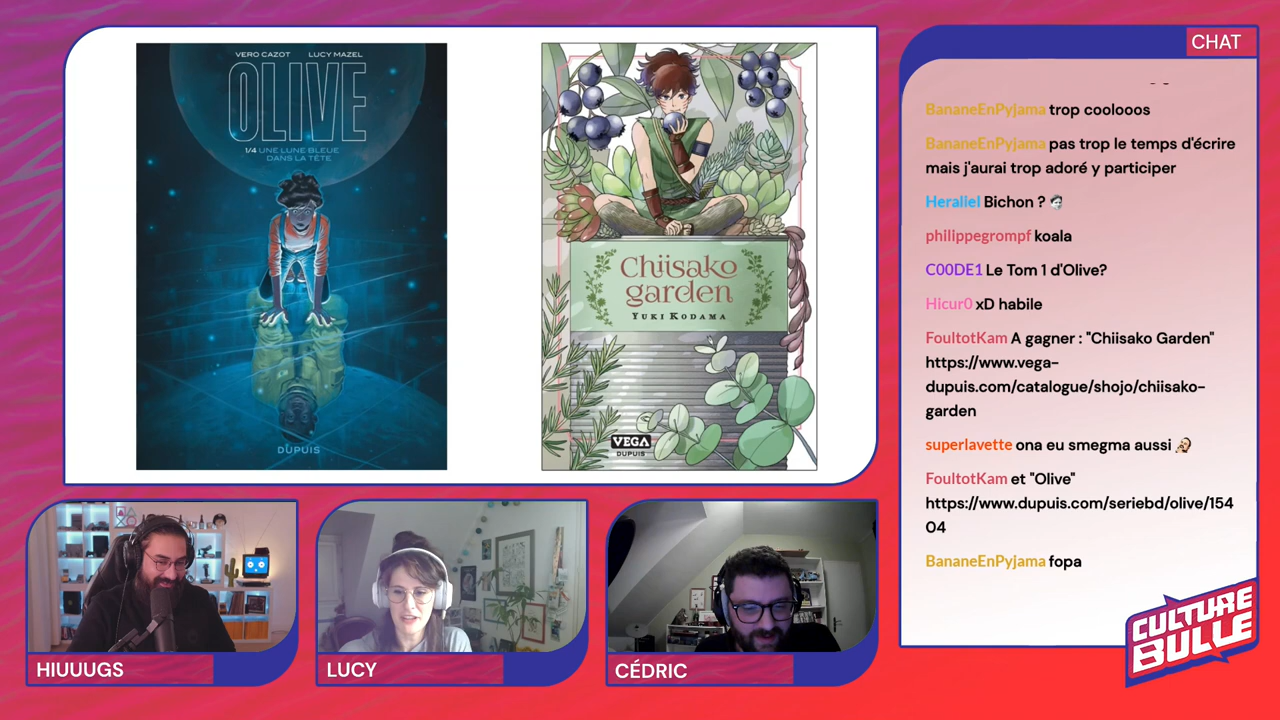 VERO CAZOT LUCY MAZEL
OLIVE
1/4 UNE LUNE BLEUE
DANS LA TÊTE
DUPUIS
Chiisako
garden
YUKI KODAMA
VEGA
DUPUIS
HIUUUGS
LUCY
CÉDRIC
CHAT
BananeEnPyjama trop coolooos
BananeEnPyjama pas trop le temps d'écrire
mais j'aurai trop adoré y participer
Heraliel Bichon ?
philippegrompf koala
C00DE1 Le Tom 1 d'Olive?
Hicur0 xD habile
FoultotKam A gagner : "Chiisako Garden"
https://www.vega-
dupuis.com/catalogue/shojo/chiisako-
garden
superlavette ona eu smegma aussi
FoultotKam et "Olive"
https://www.dupuis.com/seriebd/olive/154
04
BananeEnPyjama fopa
CULTURE
BULLE